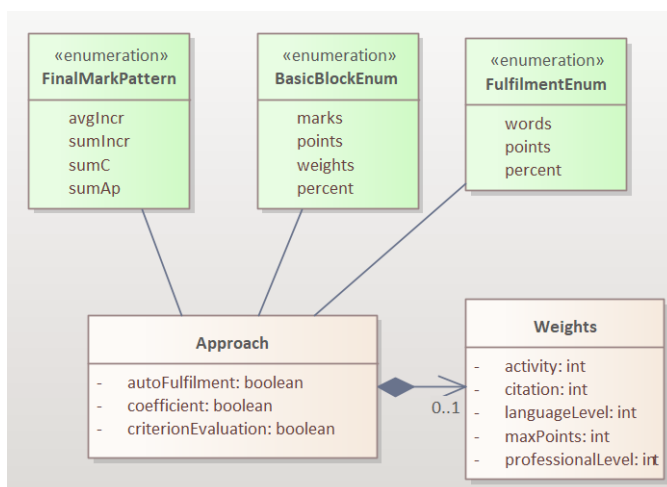 «enumeration»
FinalMarkPattern
avgIncr
sumIncr
sumC
sumAp
«enumeration»
BasicBlockEnum
marks
points
weights
percent
«enumeration»
FulfilmentEnum
words
points
percent
Approach
- autoFulfilment: boolean
- coefficient: boolean
- criterionEvaluation: boolean
0..1
Weights
- activity: int
- citation: int
- languageLevel: int
- maxPoints: int
- professionalLevel: int